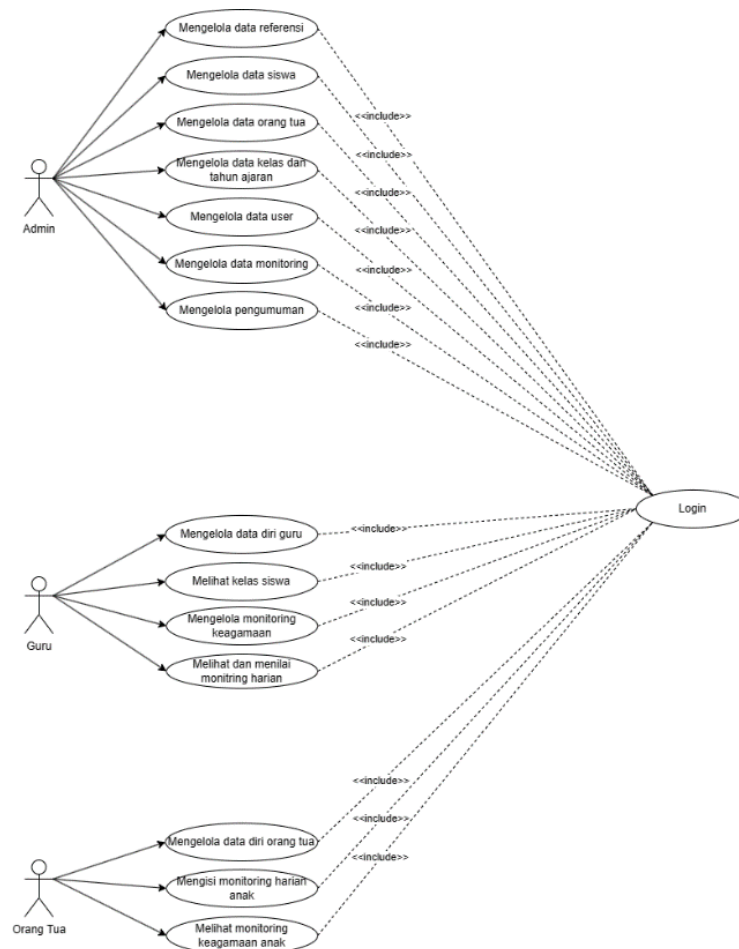 Mengelola data referensi
Mengelola data siswa
<<include>>
Mengelola data orang tua
<<include>>
Mengelola data kelas dan
tahun ajaran
<<include>>
Admin
Mengelola data user
<<include>>
Mengelola data monitoring
<<include>>
Mengelola pengumuman
<<include>>
<<include>>
Login
Mengelola data diri guru
<<include>>
Melihat kelas siswa
<<include>>
Mengelola monitoring
keagamaan
<<include>>
Guru
Melihat dan menilai
monitring harian
<<include>>
<<include>>
<<include>>
Mengelola data diri orang tua
<<include>>
Mengisi monitoring harian
anak
Orang Tua
Melihat monitoring
keagamaan anak